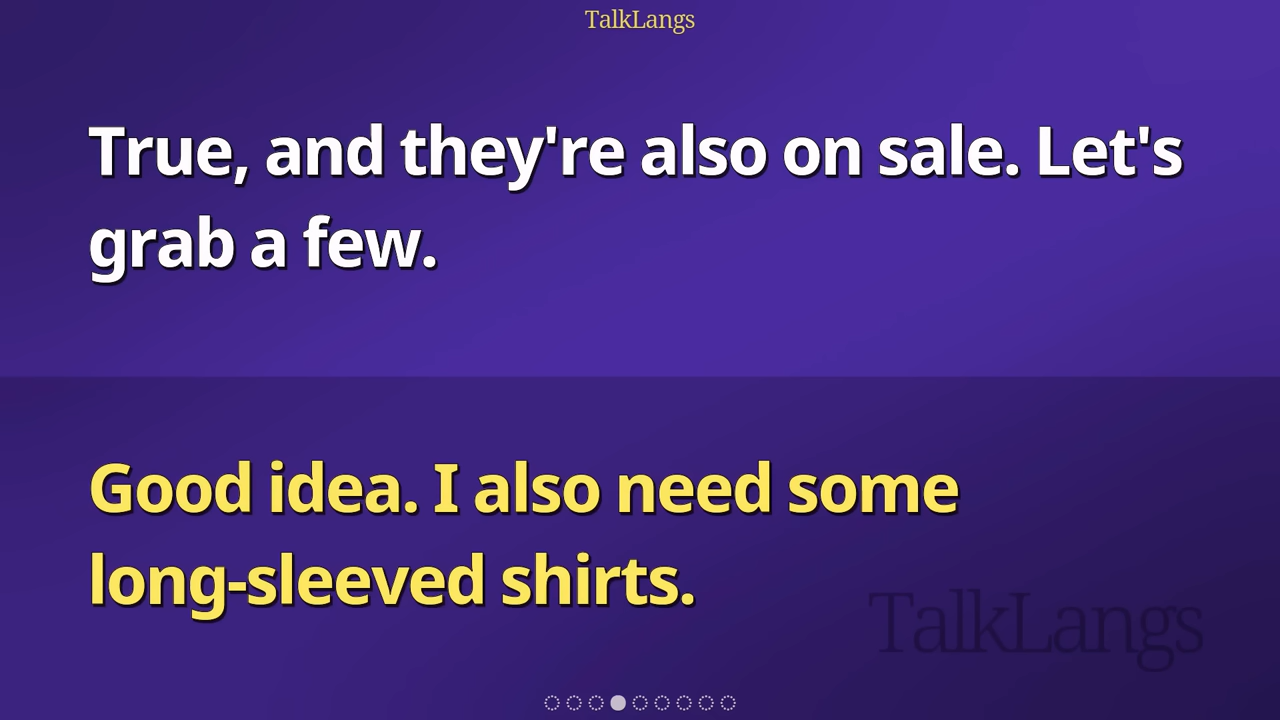 TalkLangs
True, and they're also on sale. Let's
grab a few.
Good idea. I also need some
long-sleeved shirts.
TalkLangs